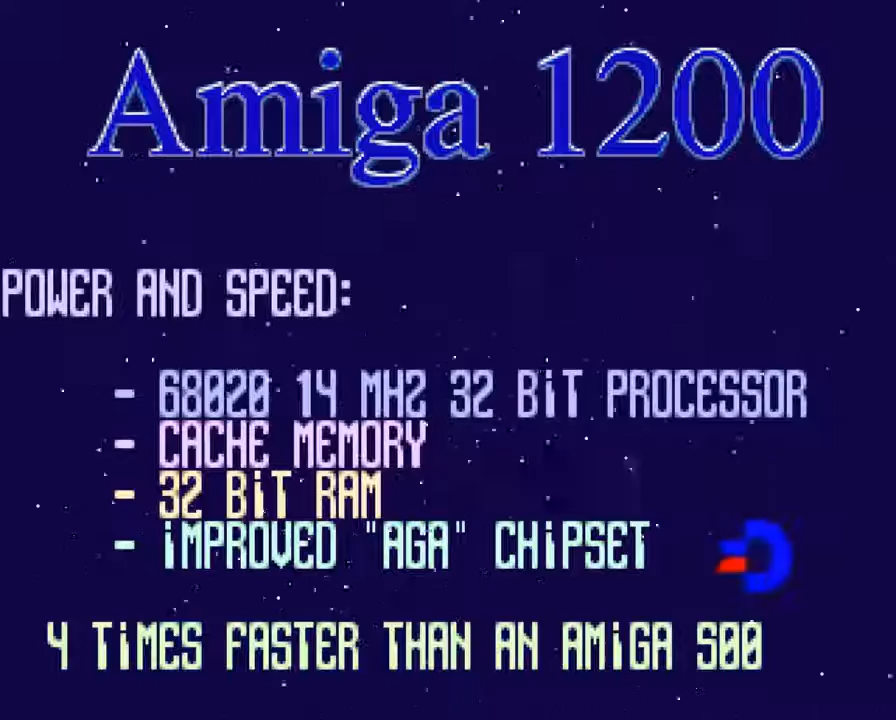 Amiga 1200
POWER AND SPEED:
- 68020 14 MHZ 32 BiT PROCESSOR
- CACHE MEMORY
- 32 BiT RAM
- iMPROVED "AGA" CHiPSET
4 TiMES FASTER THAN AN AMiGA 500